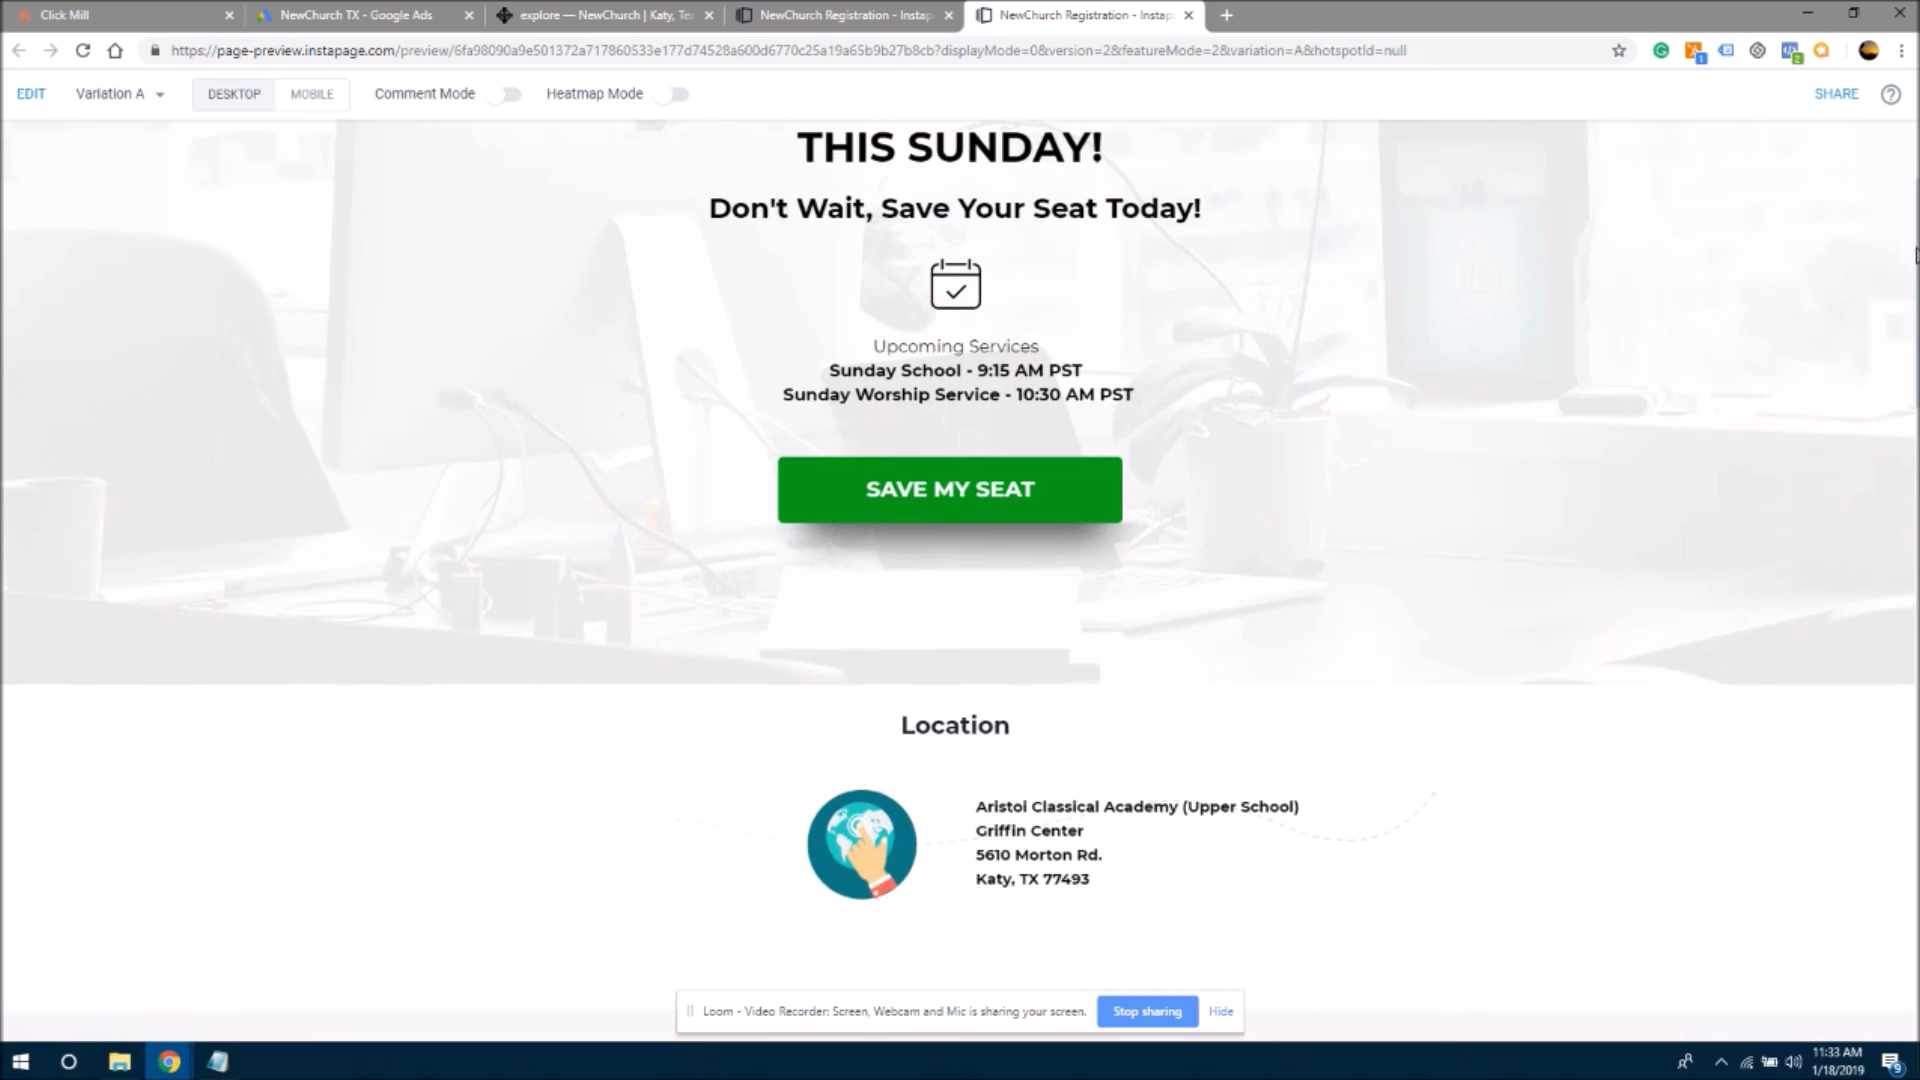 Click Mill
NewChurch TX - Google Ads
explore — NewChurch | Katy, Te
NewChurch Registration - Instap
NewChurch Registration - Instap
https://page-preview.instapage.com/preview/6fa98090a9e501372a717860533e177d74528a600d6770c25a19a65b9b27b8cb?displayMode=0&version=2&featureMode=2&variation=A&hotspotId=null
EDIT
Variation A
DESKTOP
MOBILE
Comment Mode
Heatmap Mode
SHARE
THIS SUNDAY!
Don't Wait, Save Your Seat Today!
Upcoming Services
Sunday School - 9:15 AM PST
Sunday Worship Service - 10:30 AM PST
SAVE MY SEAT
Location
Aristoi Classical Academy (Upper School)
Griffin Center
5610 Morton Rd.
Katy, TX 77493
Loom - Video Recorder: Screen, Webcam and Mic is sharing your screen.
Stop sharing
Hide
11:33 AM
1/18/2019